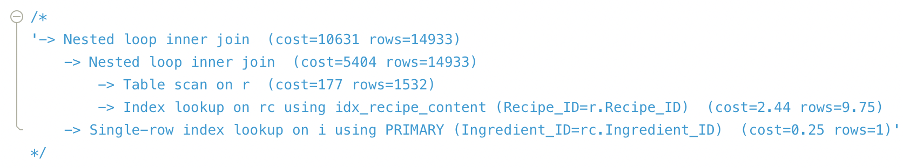 /*
'-> Nested loop inner join  (cost=10631 rows=14933)
    -> Nested loop inner join  (cost=5404 rows=14933)
        -> Table scan on r  (cost=177 rows=1532)
        -> Index lookup on rc using idx_recipe_content (Recipe_ID=r.Recipe_ID)  (cost=2.44 rows=9.75)
    -> Single-row index lookup on i using PRIMARY (Ingredient_ID=rc.Ingredient_ID)  (cost=0.25 rows=1)'
*/